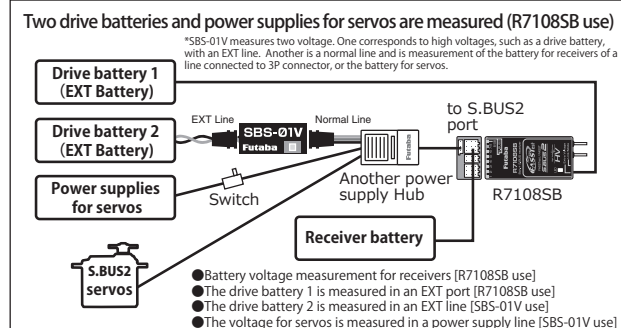 Two drive batteries and power supplies for servos are measured (R7108SB use)
*SBS-01V measures two voltage. One corresponds to high voltages, such as a drive battery,
with an EXT line. Another is a normal line and is measurement of the battery for receivers of a
line connected to 3P connector, or the battery for servos.
Drive battery 1
(EXT Battery)
Drive battery 2
(EXT Battery)
EXT Line
SBS-01V
Futaba
Normal Line
Futaba
to S.BUS2
port
R7108SB
Power supplies
for servos
Switch
Another power
supply Hub
Receiver battery
S.BUS2
servos
●Battery voltage measurement for receivers [R7108SB use]
●The drive battery 1 is measured in an EXT port [R7108SB use]
●The drive battery 2 is measured in an EXT line [SBS-01V use]
●The voltage for servos is measured in a power supply line [SBS-01V use]